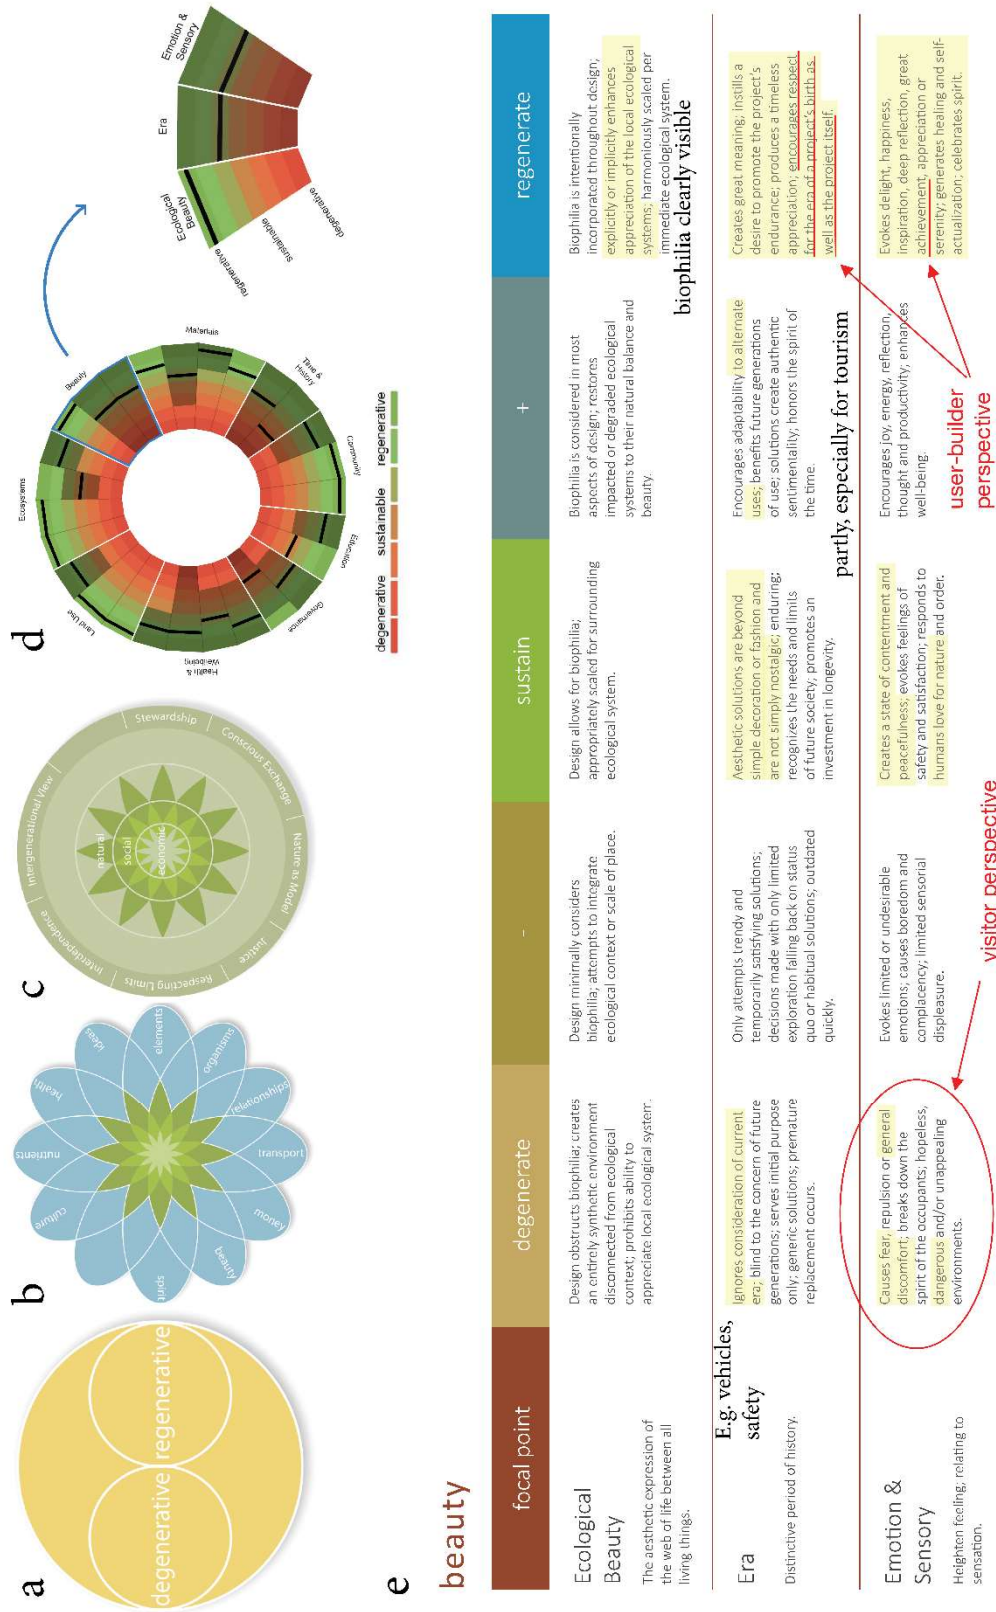 a
degenerative
regenerative
b
spirit
culture
nutrients
health
ideas
elements
organisms
relationships
transport
money
beauty
c
Intergenerational View
Stewardship
Conscious Exchange
Nature as Model
Justice
Respecting Limits
Interdependence
natural
social
economic
d
Ecosystems
Beauty
Materials
Time &
History
Community
Education
Governance
Health &
Wellbeing
Land Use
degenerative
sustainable
regenerative
Ecological
Beauty
Era
Emotion &
Sensory
regenerative
sustainable
degenerative
e
beauty
focal point
degenerate
-
sustain
+
regenerate
Ecological
Beauty
The aesthetic expression of
the web of life between all
living things.
Design obstructs biophilia; creates
an entirely synthetic environment
disconnected from ecological
context; prohibits ability to
appreciate local ecological system.
Design minimally considers
biophilia; attempts to integrate
ecological context or scale of place.
Design allows for biophilia;
appropriately scaled for surrounding
ecological system.
Biophilia is considered in most
aspects of design; restores
impacted or degraded ecological
systems to their natural balance and
beauty.
Biophilia is intentionally
incorporated throughout design;
explicitly or implicitly enhances
appreciation of the local ecological
systems; harmoniously scaled per
immediate ecological system.
biophilia clearly visible
E.g. vehicles,
safety
Era
Distinctive period of history.
Ignores consideration of current
era; blind to the concern of future
generations; serves initial purpose
only; generic solutions; premature
replacement occurs.
Only attempts trendy and
temporarily satisfying solutions;
decisions made with only limited
exploration falling back on status
quo or habitual solutions; outdated
quickly.
Aesthetic solutions are beyond
simple decoration or fashion and
are not simply nostalgic; enduring;
recognizes the needs and limits
of future society; promotes an
investment in longevity.
Encourages adaptability to alternate
uses; benefits future generations
of use; solutions create authentic
sentimentality; honors the spirit of
the time.
partly, especially for tourism
Creates great meaning; instills a
desire to promote the project's
endurance; produces a timeless
appreciation; encourages respect
for the era of a project's birth as
well as the project itself.
Emotion &
Sensory
Heighten feeling; relating to
sensation.
Causes fear, repulsion or general
discomfort; breaks down the
spirit of the occupants; hopeless,
dangerous and/or unappealing
environments.
Evokes limited or undesirable
emotions; causes boredom and
complacency; limited sensorial
displeasure.
Creates a state of contentment and
peacefulness; evokes feelings of
safety and satisfaction; responds to
humans love for nature and order.
Encourages joy, energy, reflection,
thought and productivity; enhances
well-being.
Evokes delight, happiness,
inspiration, deep reflection, great
achievement, appreciation or
serenity; generates healing and self-
actualization; celebrates spirit.
visitor perspective
user-builder
perspective